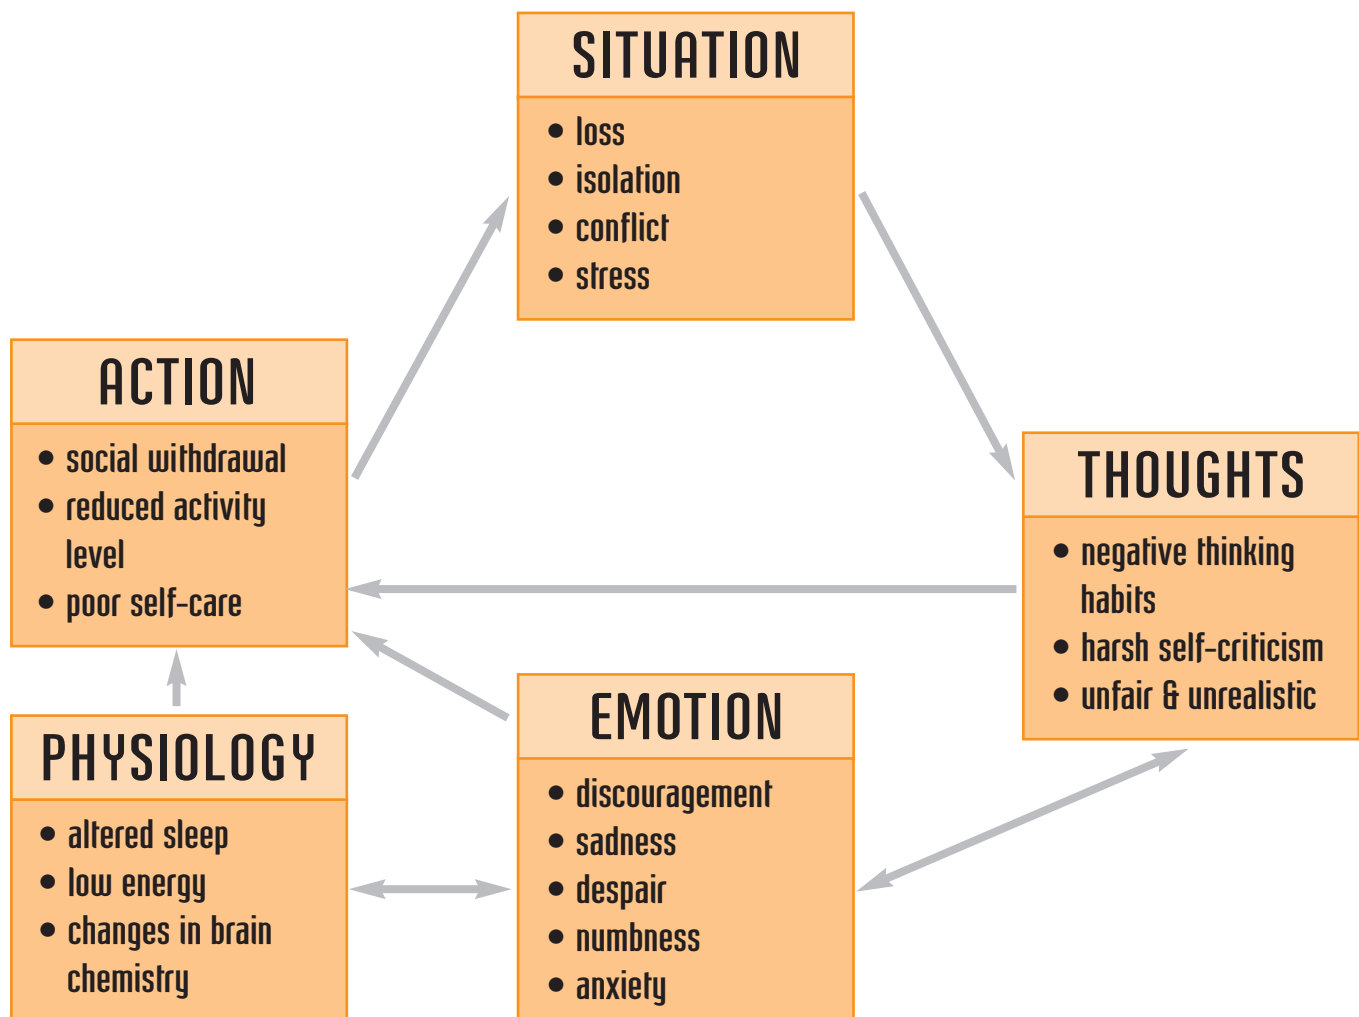 SITUATION
• loss
• isolation
• conflict
• stress
ACTION
• social withdrawal
• reduced activity
level
• poor self-care
THOUGHTS
• negative thinking
habits
• harsh self-criticism
• unfair & unrealistic
PHYSIOLOGY
• altered sleep
• low energy
• changes in brain
chemistry
EMOTION
• discouragement
• sadness
• despair
• numbness
• anxiety